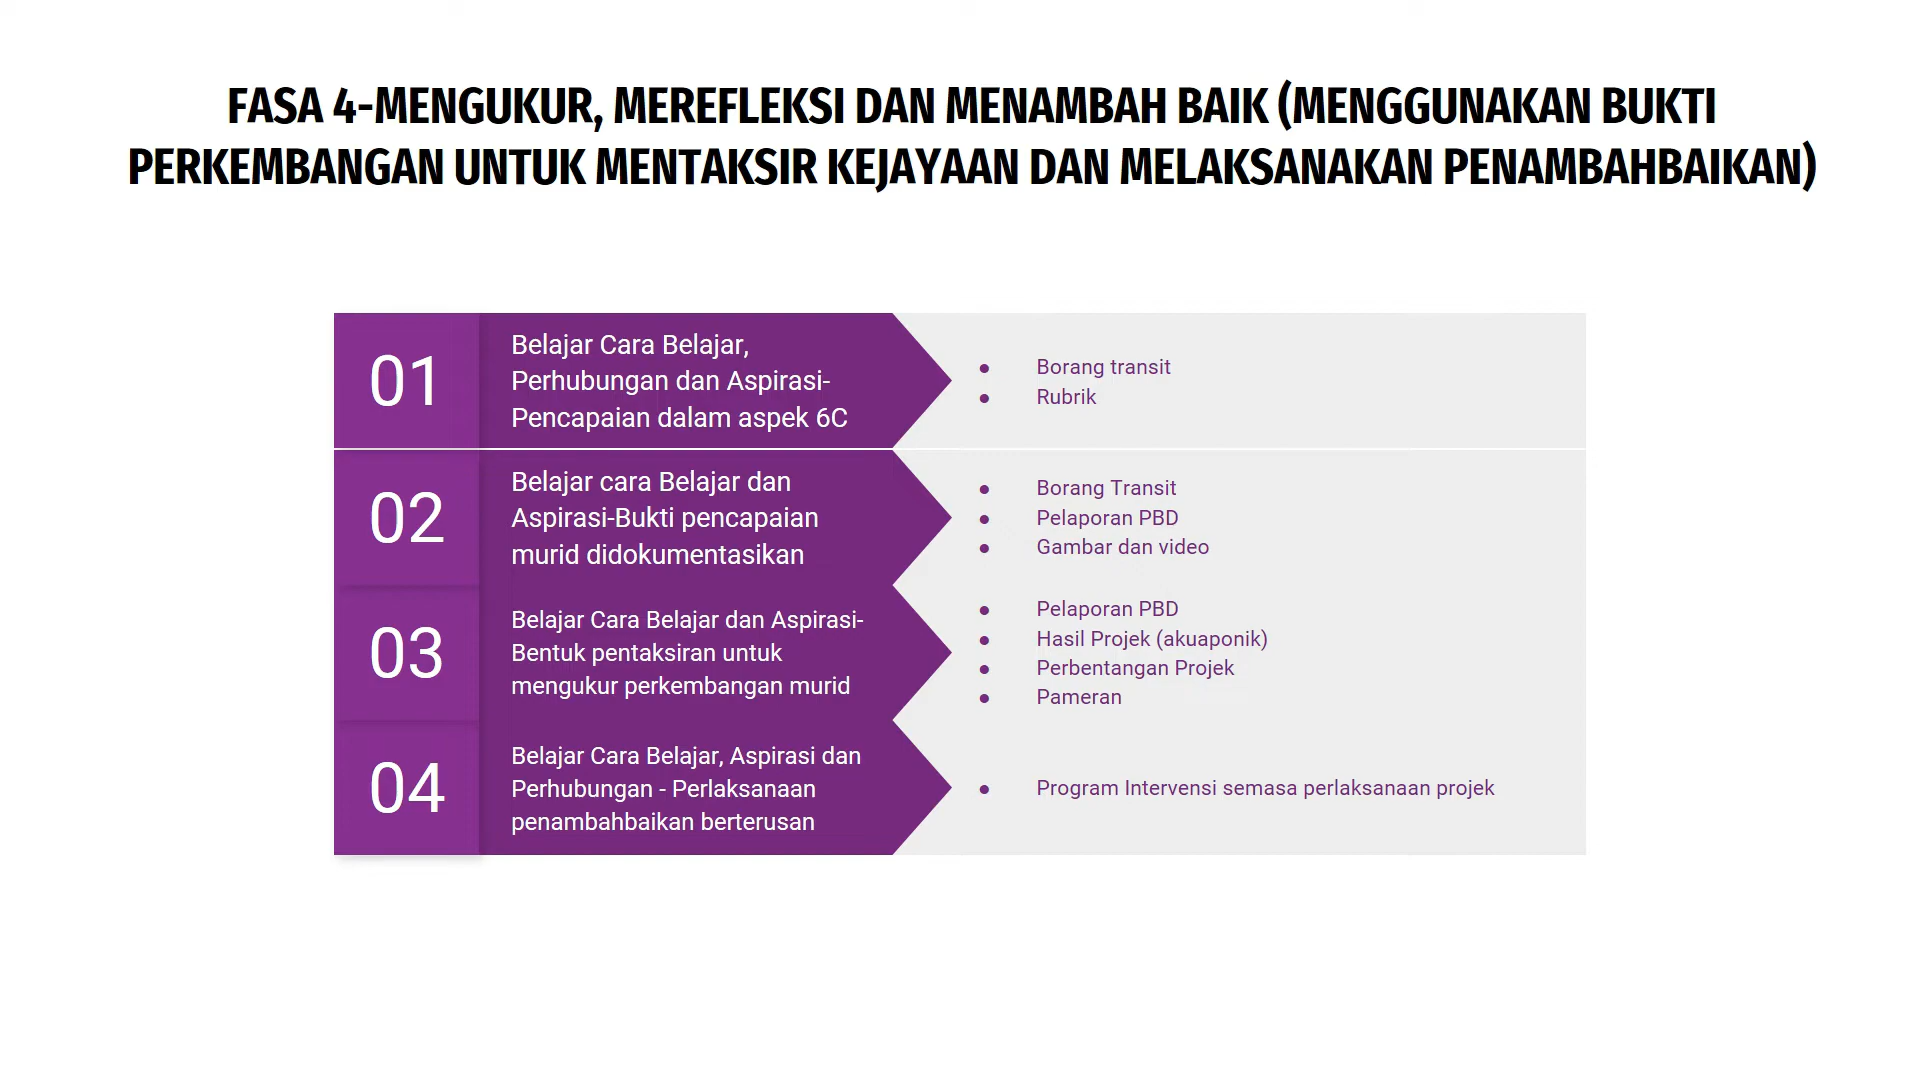 FASA 4-MENGUKUR, MEREFLEKSI DAN MENAMBAH BAIK (MENGGUNAKAN BUKTI
PERKEMBANGAN UNTUK MENTAKSIR KEJAYAAN DAN MELAKSANAKAN PENAMBAHBAIKAN)
01
Belajar Cara Belajar,
Perhubungan dan Aspirasi-
Pencapaian dalam aspek 6C
● Borang transit
● Rubrik
02
Belajar cara Belajar dan
Aspirasi-Bukti pencapaian
murid didokumentasikan
● Borang Transit
● Pelaporan PBD
● Gambar dan video
03
Belajar Cara Belajar dan Aspirasi-
Bentuk pentaksiran untuk
mengukur perkembangan murid
● Pelaporan PBD
● Hasil Projek (akuaponik)
● Perbentangan Projek
● Pameran
04
Belajar Cara Belajar, Aspirasi dan
Perhubungan - Perlaksanaan
penambahbaikan berterusan
● Program Intervensi semasa perlaksanaan projek